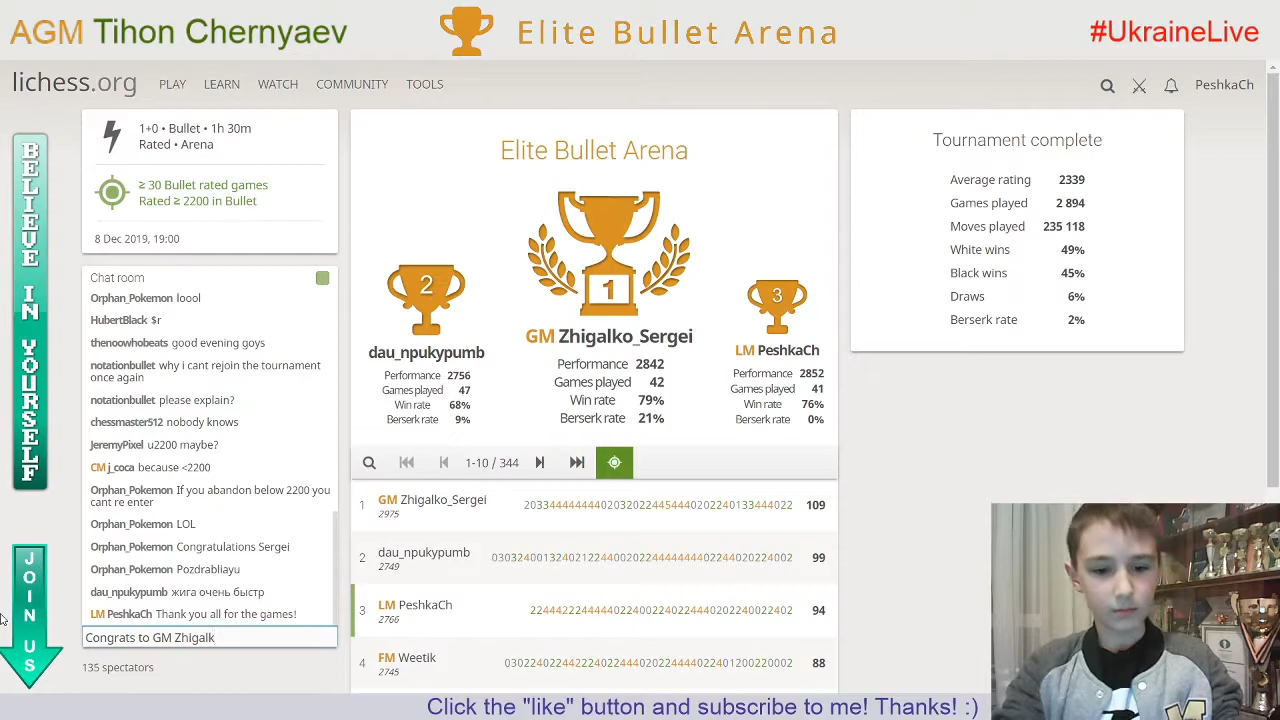 AGM Tihon Chernyaev
Elite Bullet Arena
#UkraineLive
lichess.org
PLAY LEARN WATCH COMMUNITY TOOLS
PeshkaCh
BELIEVE IN YOURSELF
JOIN US
1+0 • Bullet • 1h 30m
Rated • Arena
≥ 30 Bullet rated games
Rated ≥ 2200 in Bullet
8 Dec 2019, 19:00
Chat room
Orphan_Pokemon loool
HubertBlack $r
thenoowhobeats good evening goys
notationbullet why i cant rejoin the tournament
once again
notationbullet please explain?
chessmaster512 nobody knows
JeremyPixel u2200 maybe?
CM j_coca because <2200
Orphan_Pokemon If you abandon below 2200 you
cant re enter
Orphan_Pokemon LOL
Orphan_Pokemon Congratulations Sergei
Orphan_Pokemon Pozdrabliayu
dau_npukypumb жига очень быстр
LM PeshkaCh Thank you all for the games!
Congrats to GM Zhigalk
135 spectators
Elite Bullet Arena
2
dau_npukypumb
Performance 2756
Games played 47
Win rate 68%
Berserk rate 9%
1
GM Zhigalko_Sergei
Performance 2842
Games played 42
Win rate 79%
Berserk rate 21%
3
LM PeshkaCh
Performance 2852
Games played 41
Win rate 76%
Berserk rate 0%
1-10 / 344
1 GM Zhigalko_Sergei 2975 20334444444402032022445444020224013344022 109
2 dau_npukypumb 2749 99
3 LM PeshkaCh 2766 94
4 FM Weetik 2745 88
Tournament complete
Average rating 2339
Games played 2 894
Moves played 235 118
White wins 49%
Black wins 45%
Draws 6%
Berserk rate 2%
Click the "like" button and subscribe to me! Thanks! :)